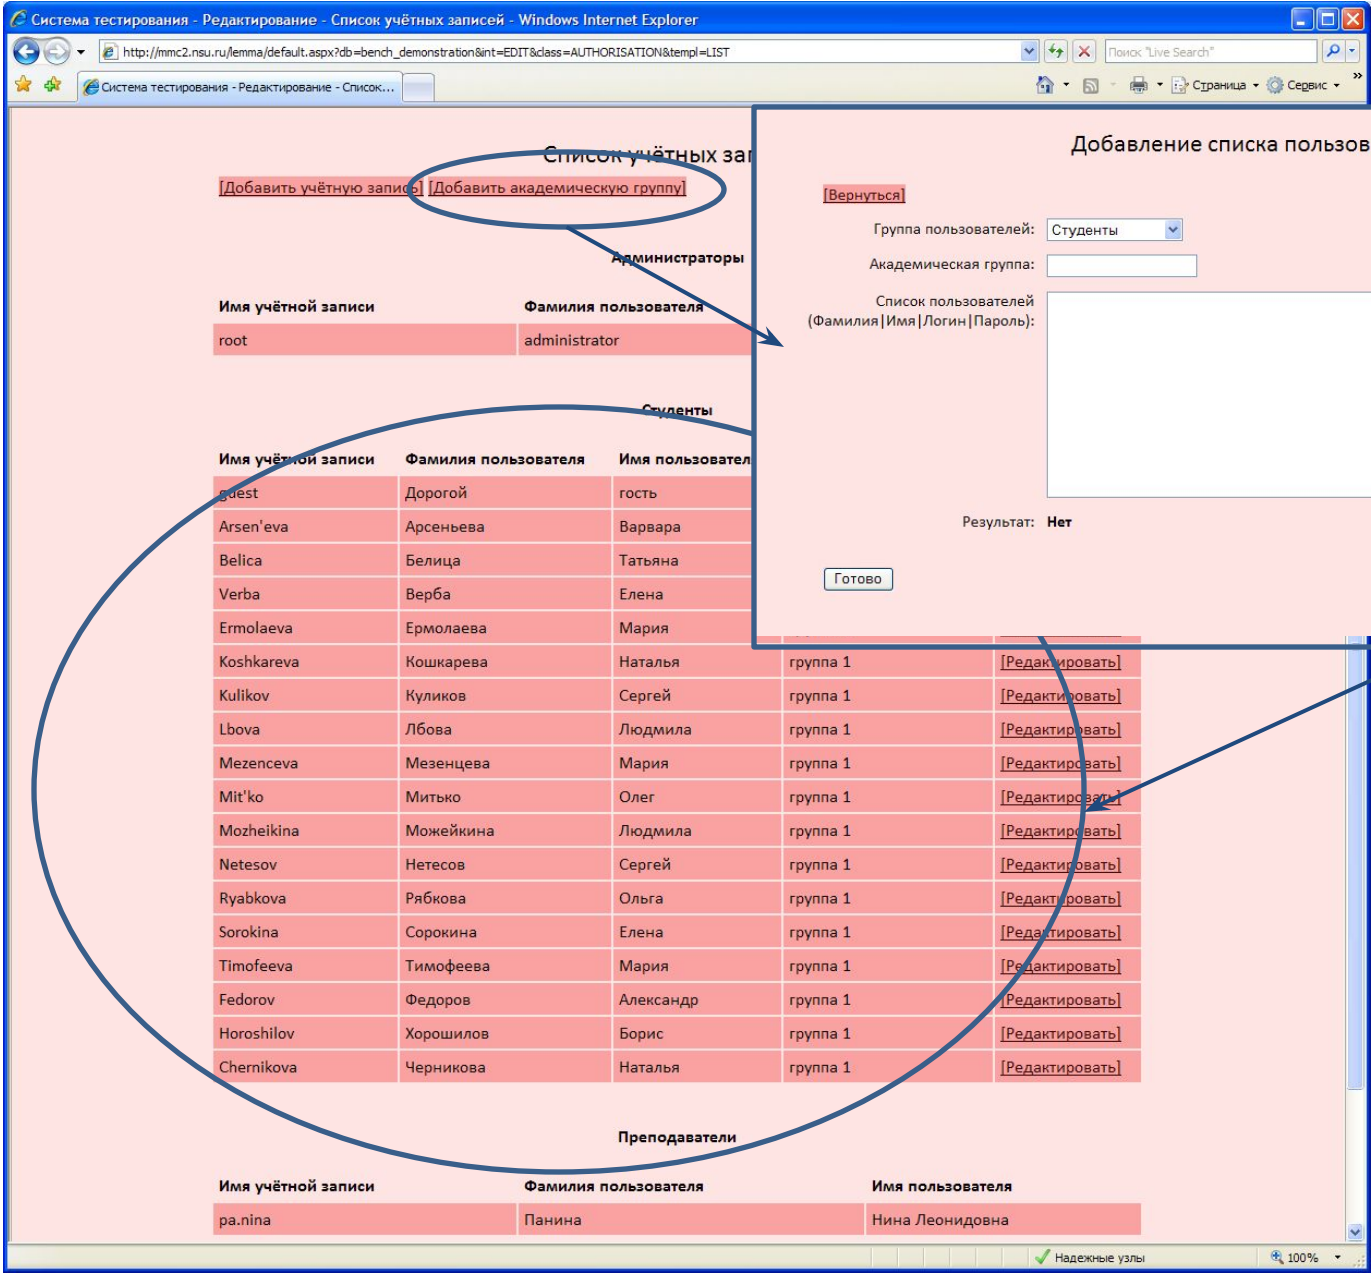 Система тестирования - Редактирование - Список учётных записей - Windows Internet Explorer
http://mmc2.nsu.ru/lemma/default.aspx?db=bench_demonstration&int=EDIT&class=AUTHORISATION&templ=LIST
Поиск "Live Search"
Система тестирования - Редактирование - Список...
Страница
Сервис
»
Список учётных зап
[Добавить учётную запись] [Добавить академическую группу]
Администраторы
Имя учётной записи Фамилия пользователя
root administrator
Студенты
Имя учётной записи Фамилия пользователя Имя пользовател
guest Дорогой гость
Arsen'eva Арсеньева Варвара
Belica Белица Татьяна
Verba Верба Елена
Ermolaeva Ермолаева Мария
Koshkareva Кошкарева Наталья группа 1 [Редактировать]
Kulikov Куликов Сергей группа 1 [Редактировать]
Lbova Лбова Людмила группа 1 [Редактировать]
Mezenceva Мезенцева Мария группа 1 [Редактировать]
Mit'ko Митько Олег группа 1 [Редактировать]
Mozheikina Можейкина Людмила группа 1 [Редактировать]
Netesov Нетесов Сергей группа 1 [Редактировать]
Ryabkova Рябкова Ольга группа 1 [Редактировать]
Sorokina Сорокина Елена группа 1 [Редактировать]
Timofeeva Тимофеева Мария группа 1 [Редактировать]
Fedorov Федоров Александр группа 1 [Редактировать]
Horoshilov Хорошилов Борис группа 1 [Редактировать]
Chernikova Черникова Наталья группа 1 [Редактировать]
Преподаватели
Имя учётной записи Фамилия пользователя Имя пользователя
pa.nina Панина Нина Леонидовна
Добавление списка пользов
[Вернуться]
Группа пользователей: Студенты
Академическая группа:
Список пользователей
(Фамилия|Имя|Логин|Пароль):
Результат: Нет
Готово
Надежные узлы
100%